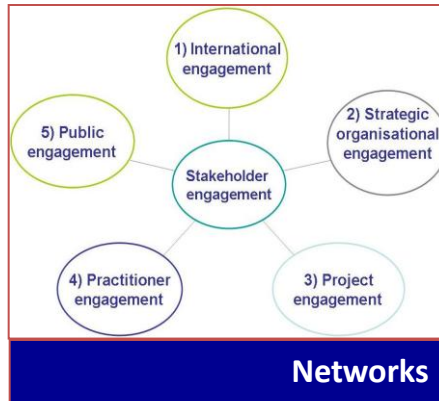 1) International
engagement
2) Strategic
organisational
engagement
5) Public
engagement
Stakeholder
engagement
4) Practitioner
engagement
3) Project
engagement
Networks